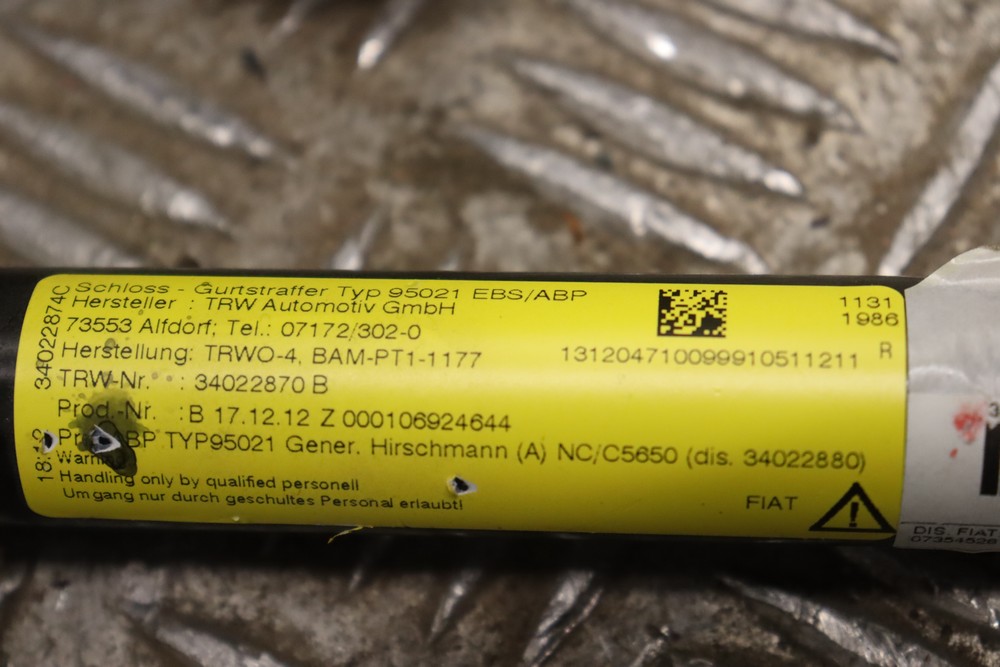 Schloss - Gurtstraffer Typ 95021 EBS/ABP
Hersteller : TRW Automotiv GmbH
73553 Alfdorf; Tel.: 07172/302-0
Herstellung: TRWO-4, BAM-PT1-1177
TRW-Nr. : 34022870 B
Prod.-Nr. : B 17.12.12 Z 000106924644
ABP TYP95021 Gener. Hirschmann (A) NC/C5650 (dis. 34022880)
Handling only by qualified personell
Umgang nur durch geschultes Personal erlaubt!
34022874C
1131
1986
131204710099910511211 R
FIAT
DIS. FIAT